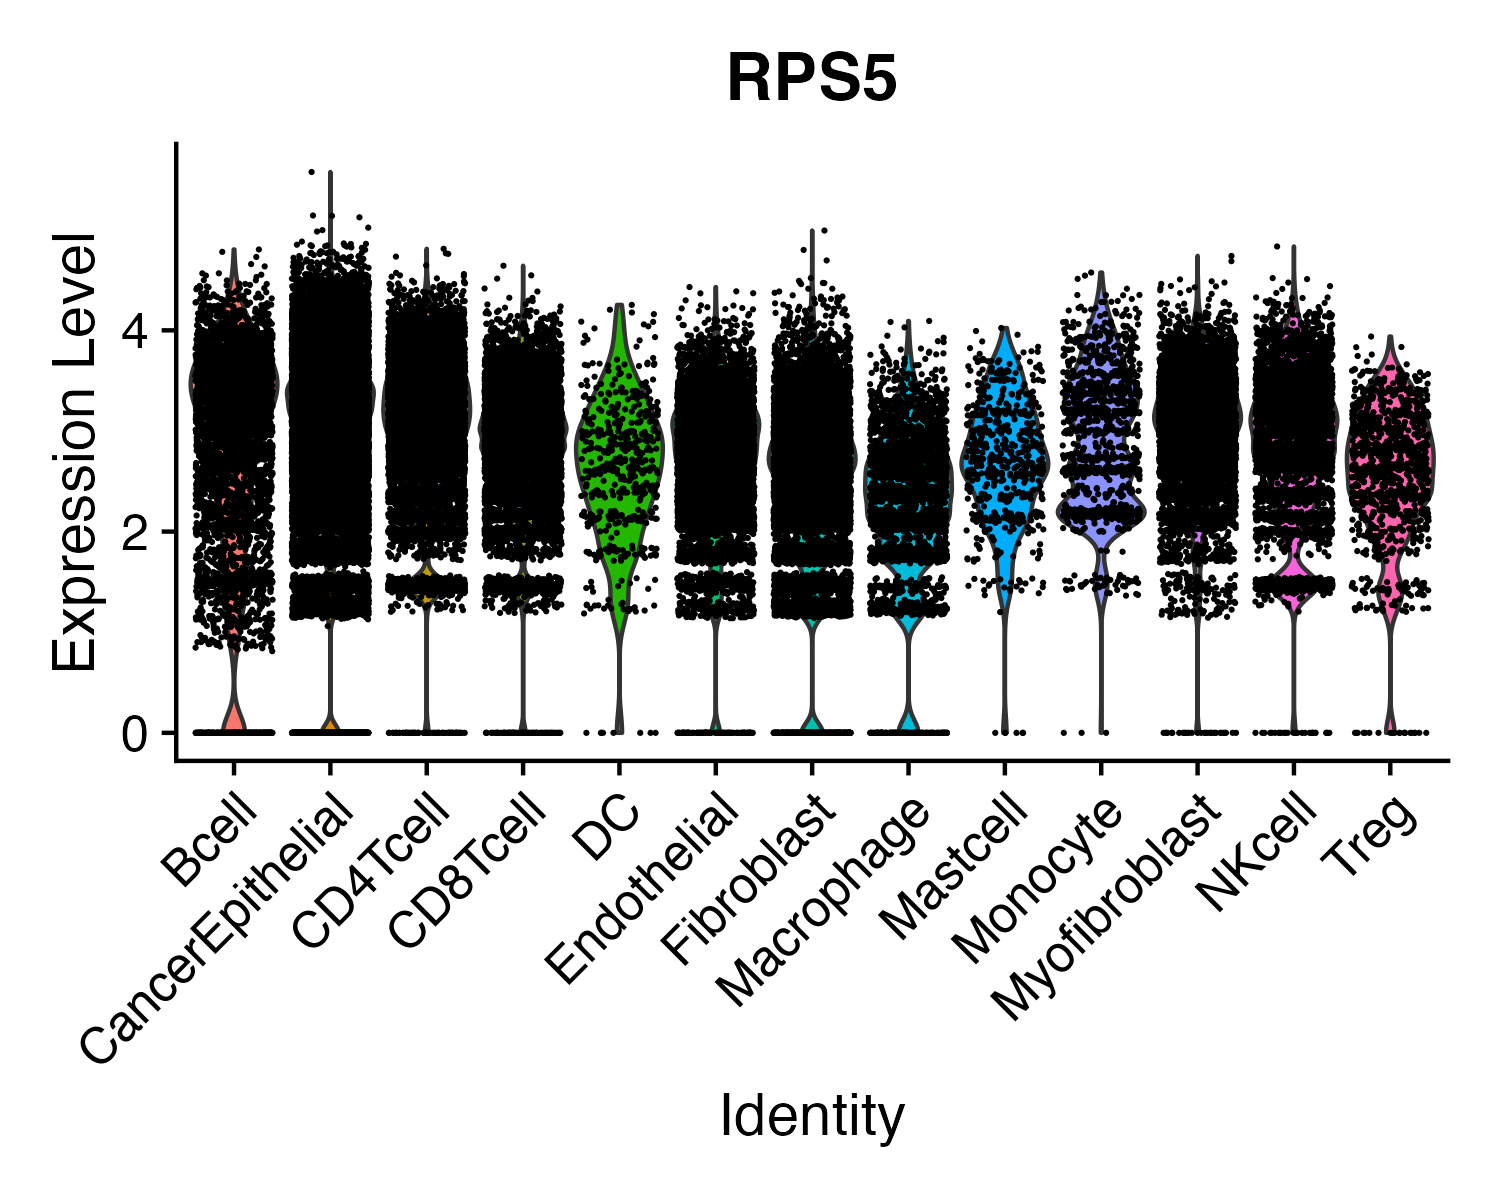 RPS5
Expression Level
4
2
0
Bcell
CancerEpithelial
CD4Tcell
CD8Tcell
DC
Endothelial
Fibroblast
Macrophage
Mastcell
Monocyte
Myofibroblast
NKcell
Treg
Identity